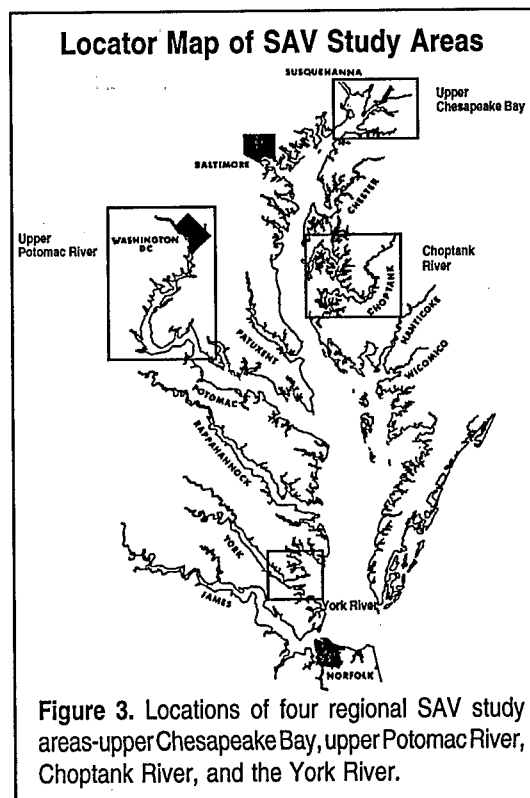 Locator Map of SAV Study Areas
SUSQUEHANNA
Upper
Chesapeake Bay
BALTIMORE
CHESTER
Upper
Potomac River
WASHINGTON
DC
Choptank
River
CHOPTANK
NANTICOKE
WICOMICO
PATUXENT
POTOMAC
RAPPAHANNOCK
YORK
JAMES
York River
NORFOLK
Figure 3. Locations of four regional SAV study
areas-upper Chesapeake Bay, upper Potomac River,
Choptank River, and the York River.